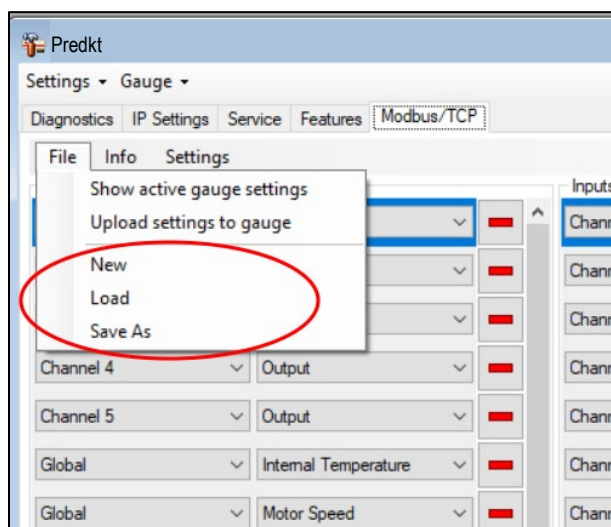 Predkt
Settings Gauge
Diagnostics IP Settings Service Features Modbus/TCP
File Info Settings
Show active gauge settings
Upload settings to gauge
New
Load
Save As
Channel 4 Output
Channel 5 Output
Global Internal Temperature
Global Motor Speed
Inputs
Chann
Chann
Chann
Chann
Chann
Chann
Chann